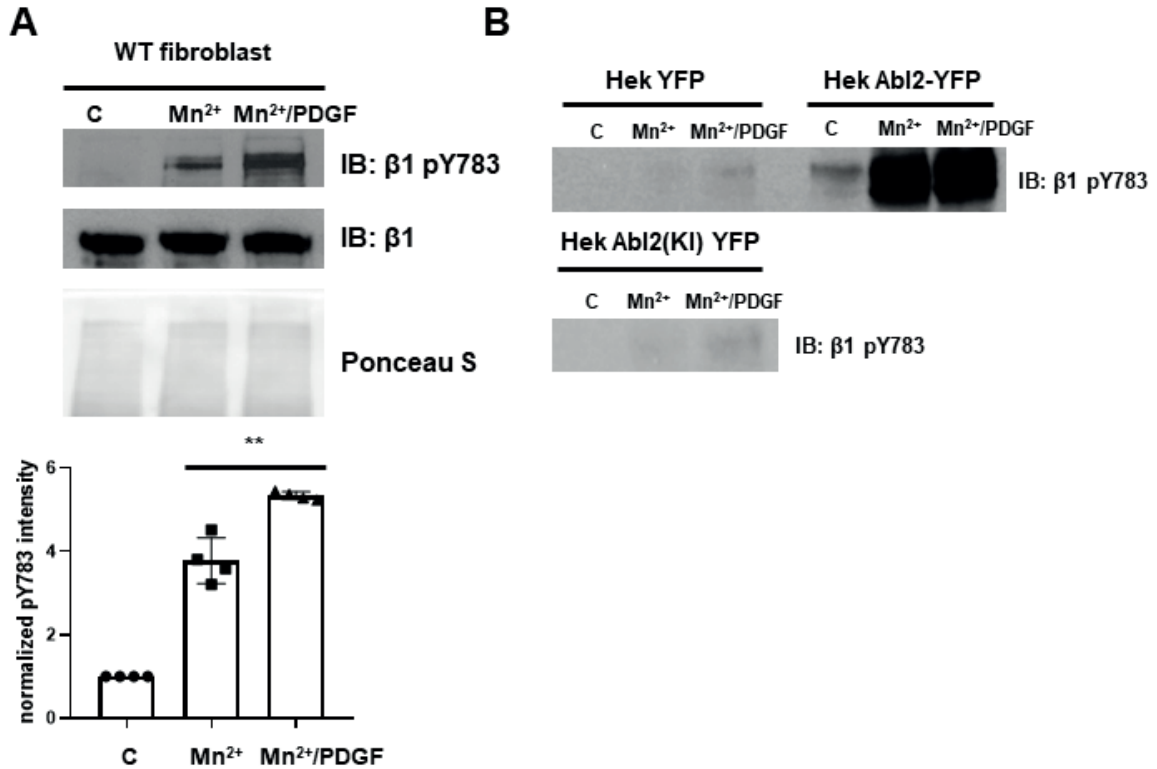 A
WT fibroblast
C Mn²⁺ Mn²⁺/PDGF
IB: β1 pY783
IB: β1
Ponceau S
**
normalized pY783 intensity
6
4
2
0
C Mn²⁺ Mn²⁺/PDGF
B
Hek YFP Hek Abl2-YFP
C Mn²⁺ Mn²⁺/PDGF C Mn²⁺ Mn²⁺/PDGF
IB: β1 pY783
Hek Abl2(KI) YFP
C Mn²⁺ Mn²⁺/PDGF
IB: β1 pY783